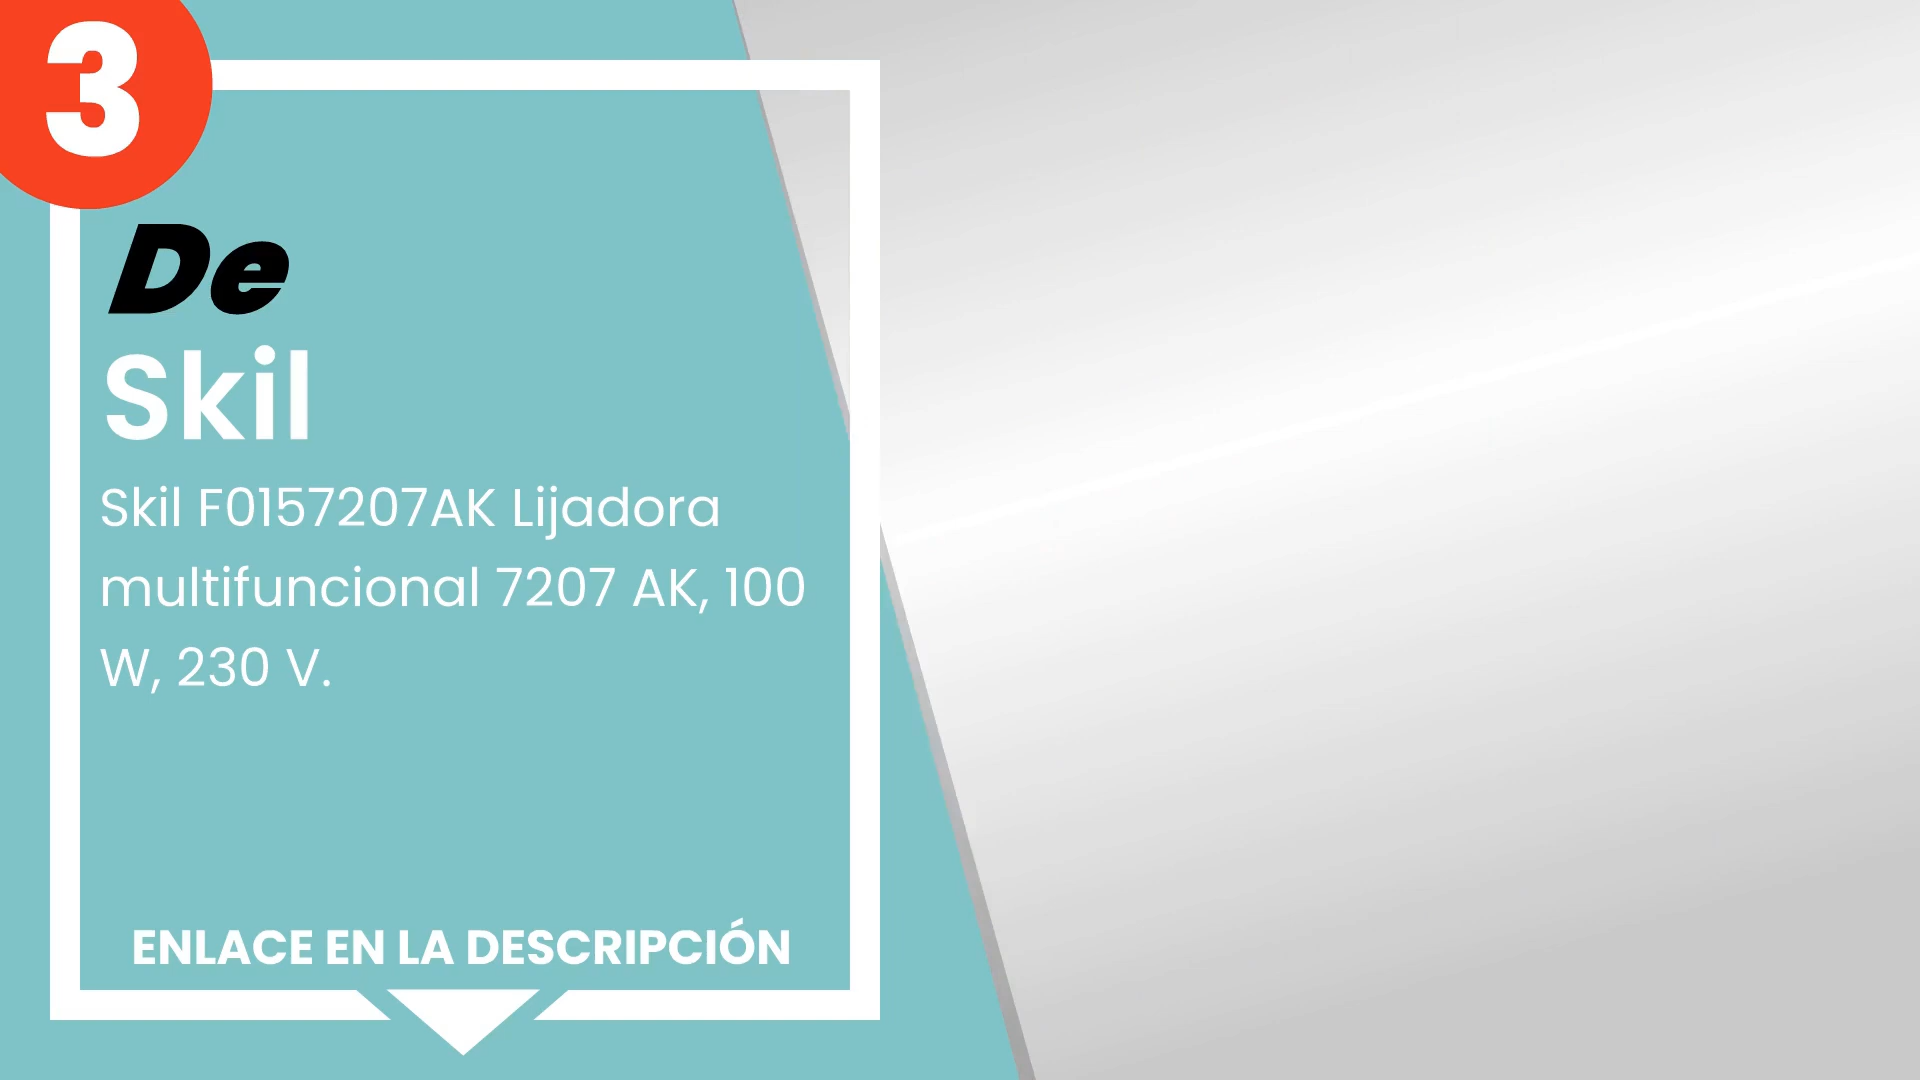 3
De
Skil
Skil F0157207AK Lijadora
multifuncional 7207 AK, 100
W, 230 V.
ENLACE EN LA DESCRIPCIÓN